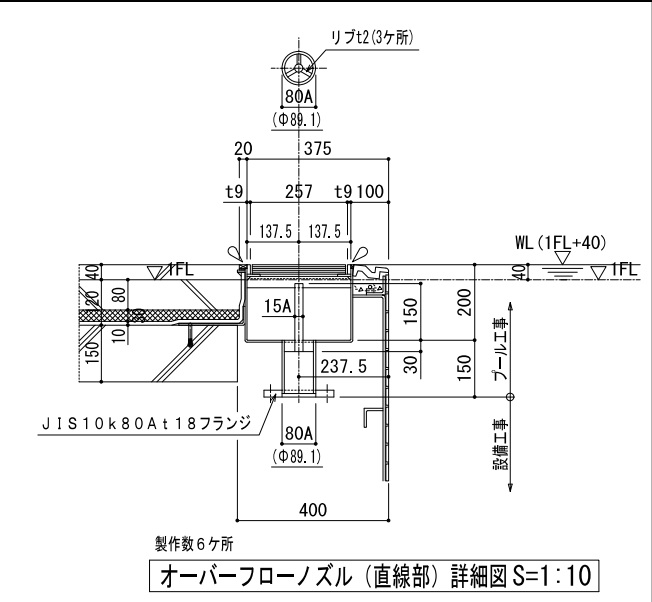 リブt2(3ケ所)
80A
(Φ89.1)
20 375
t9 257 t9 100
137.5 137.5
WL(1FL+40)
40 1FL 40 1FL
120 80 30 10 150
15A
150 200
30 150
237.5
プール工事
設備工事
JIS10k80At18フランジ
80A
(Φ89.1)
400
製作数6ケ所
オーバーフローノズル(直線部)詳細図S=1:10